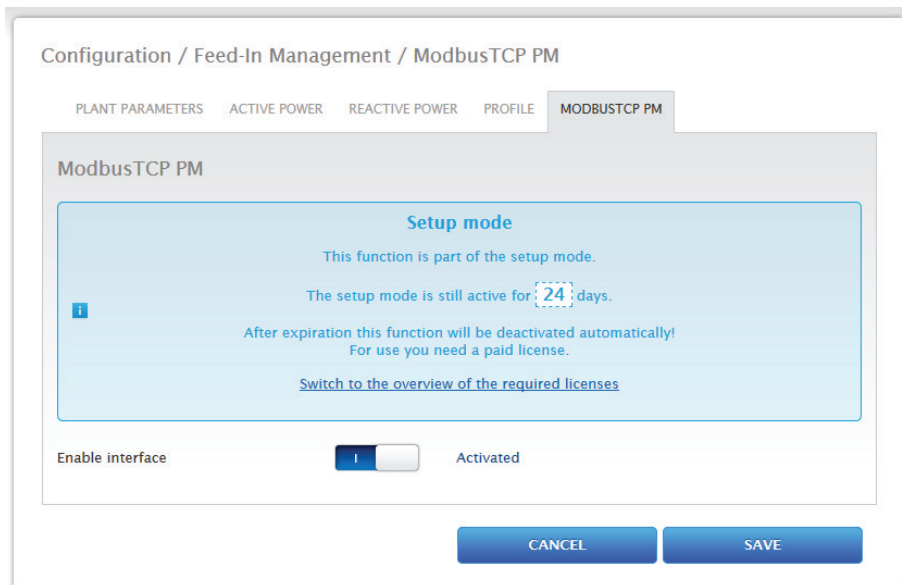 Configuration / Feed-In Management / ModbusTCP PM
PLANT PARAMETERS ACTIVE POWER REACTIVE POWER PROFILE MODBUSTCP PM
ModbusTCP PM
Setup mode
This function is part of the setup mode.
The setup mode is still active for 24 days.
i
After expiration this function will be deactivated automatically!
For use you need a paid license.
Switch to the overview of the required licenses
Enable interface I Activated
CANCEL SAVE